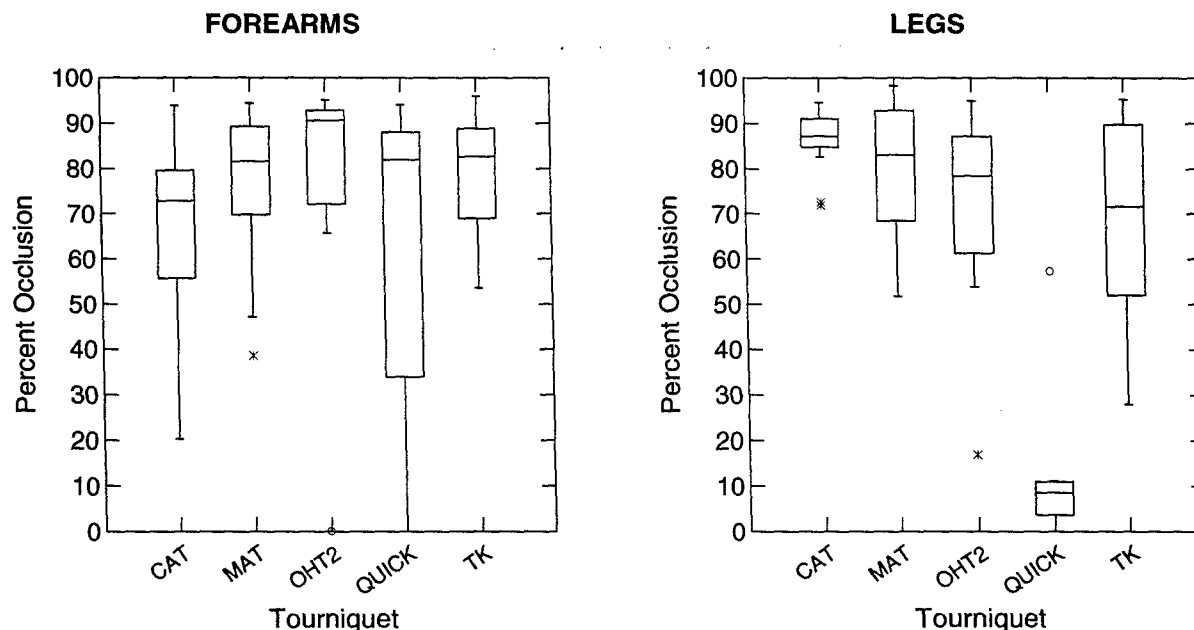 FOREARMS
100
90
80
70
60
50
40
30
20
10
0
Percent Occlusion
CAT
MAT
OHT2
QUICK
TK
Tourniquet
LEGS
100
90
80
70
60
50
40
30
20
10
0
Percent Occlusion
CAT
MAT
OHT2
QUICK
TK
Tourniquet